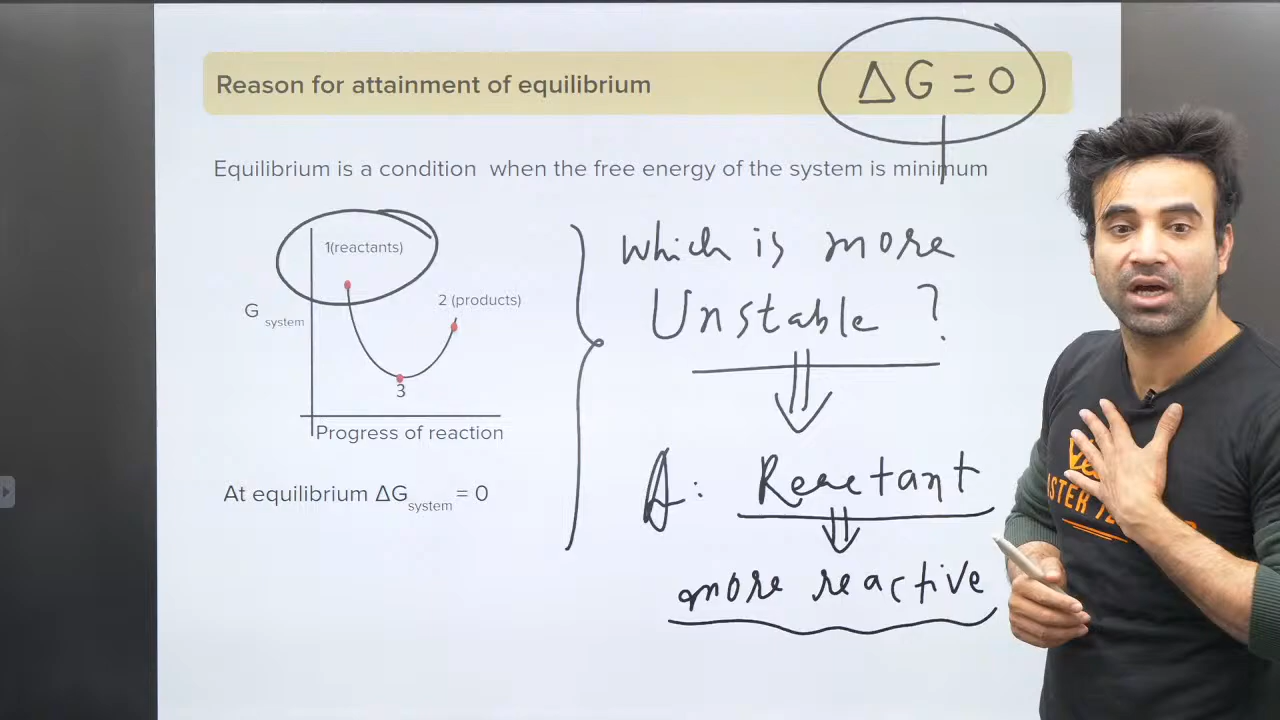 Reason for attainment of equilibrium
ΔG = 0
Equilibrium is a condition when the free energy of the system is minimum
1(reactants)
2 (products)
G system
3
Progress of reaction
At equilibrium ΔGsystem = 0
which is more
Unstable ?
A: Reactant
more reactive